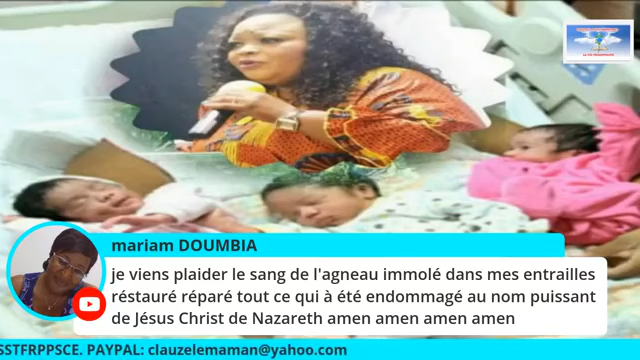 mariam DOUMBIA
je viens plaider le sang de l'agneau immolé dans mes entrailles
réstauré réparé tout ce qui à été endommagé au nom puissant
de Jésus Christ de Nazareth amen amen amen amen
SSTFRPPSCE. PAYPAL: clauzelemaman@yahoo.com